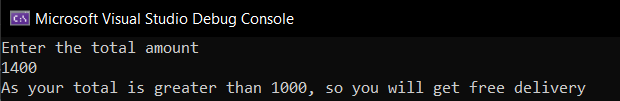 Microsoft Visual Studio Debug Console
Enter the total amount
1400
As your total is greater than 1000, so you will get free delivery